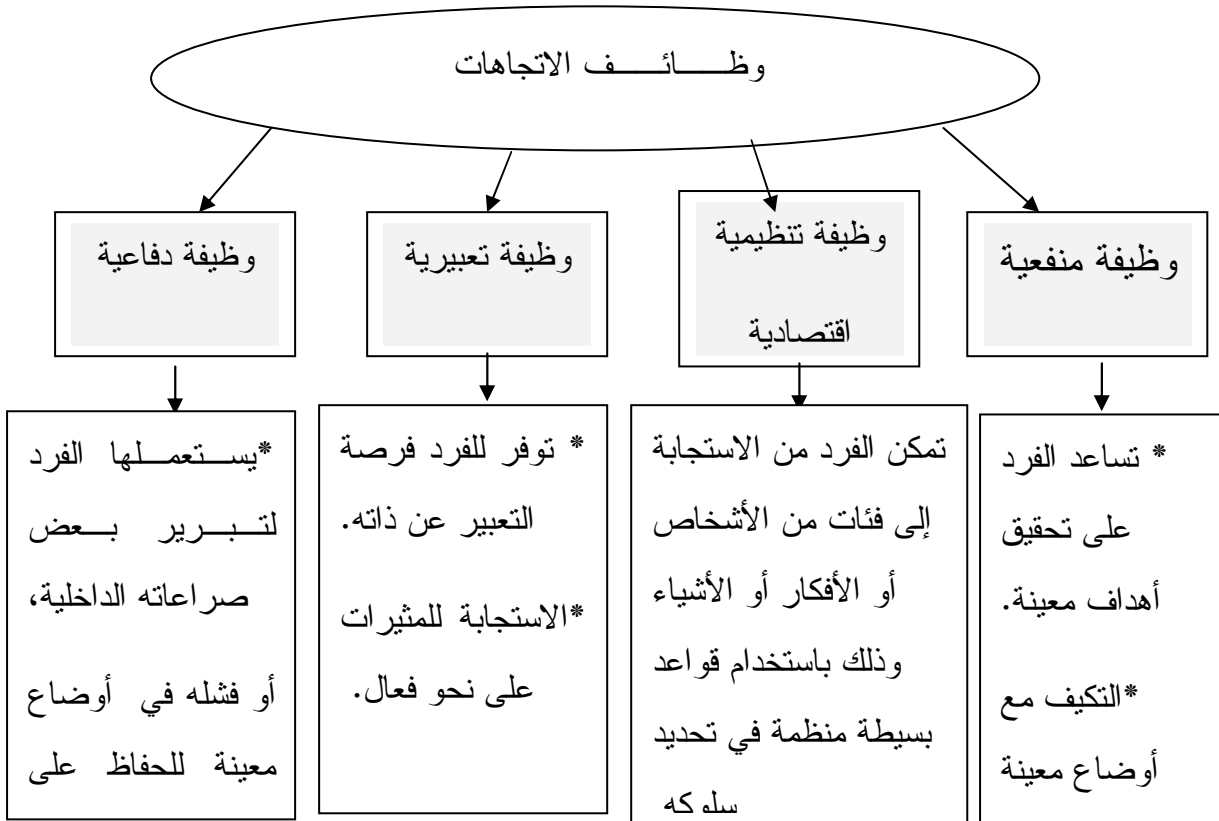 وظائف الاتجاهات
وظيفة منفعية
وظيفة تنظيمية
اقتصادية
وظيفة تعبيرية
وظيفة دفاعية
* تساعد الفرد
على تحقيق
أهداف معينة.
*التكيف مع
أوضاع معينة
تمكن الفرد من الاستجابة
إلى فئات من الأشخاص
أو الأفكار أو الأشياء
وذلك باستخدام قواعد
بسيطة منظمة في تحديد
سلوكه
* توفر للفرد فرصة
التعبير عن ذاته.
*الاستجابة للمثيرات
على نحو فعال.
*يستعملها الفرد
لتبرير بعض
صراعاته الداخلية،
أو فشله في أوضاع
معينة للحفاظ على